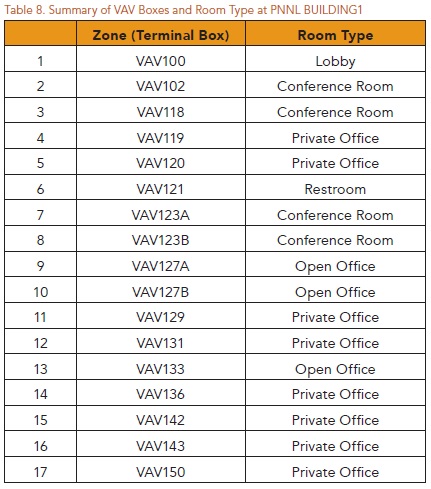 Table 8. Summary of VAV Boxes and Room Type at PNNL BUILDING1
Zone (Terminal Box) Room Type
1 VAV100 Lobby
2 VAV102 Conference Room
3 VAV118 Conference Room
4 VAV119 Private Office
5 VAV120 Private Office
6 VAV121 Restroom
7 VAV123A Conference Room
8 VAV123B Conference Room
9 VAV127A Open Office
10 VAV127B Open Office
11 VAV129 Private Office
12 VAV131 Private Office
13 VAV133 Open Office
14 VAV136 Private Office
15 VAV142 Private Office
16 VAV143 Private Office
17 VAV150 Private Office